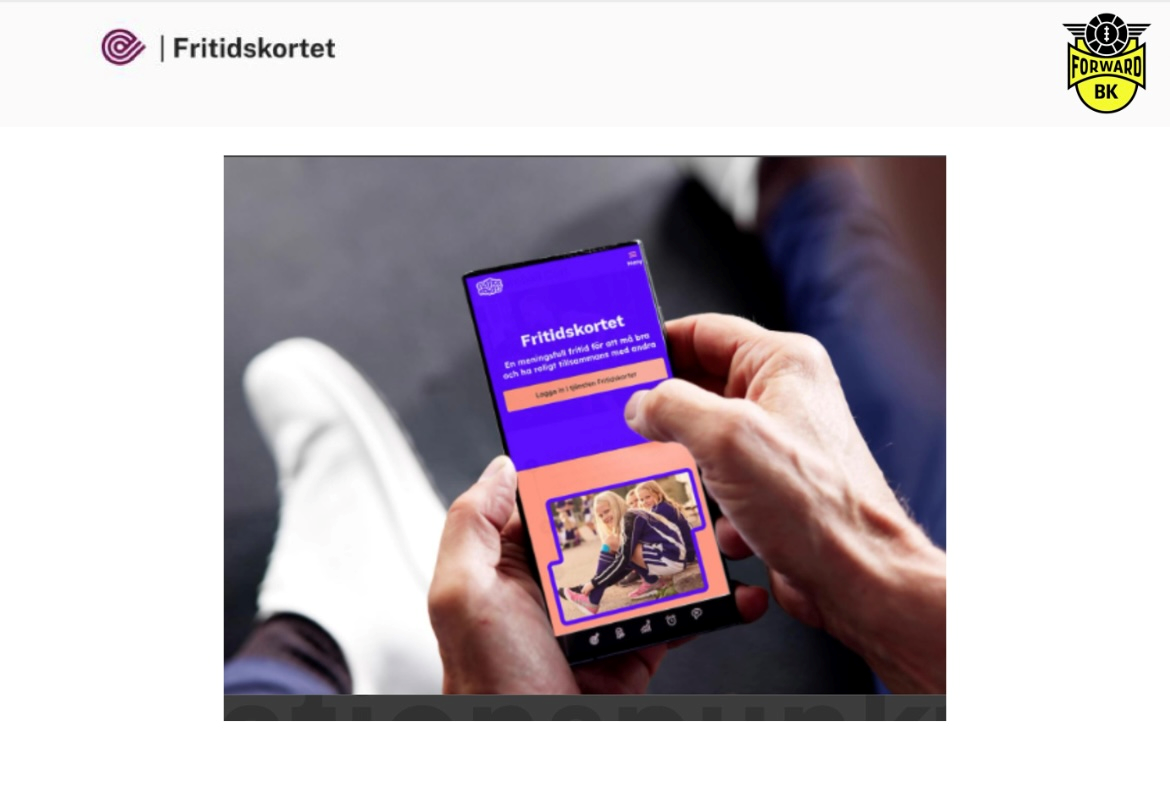 | Fritidskortet
FORWARD
BK
Meny
Fritidskortet
En meningsfull fritid för att må bra
och ha roligt tillsammans med andra
Logga in i tjänsten Fritidskortet